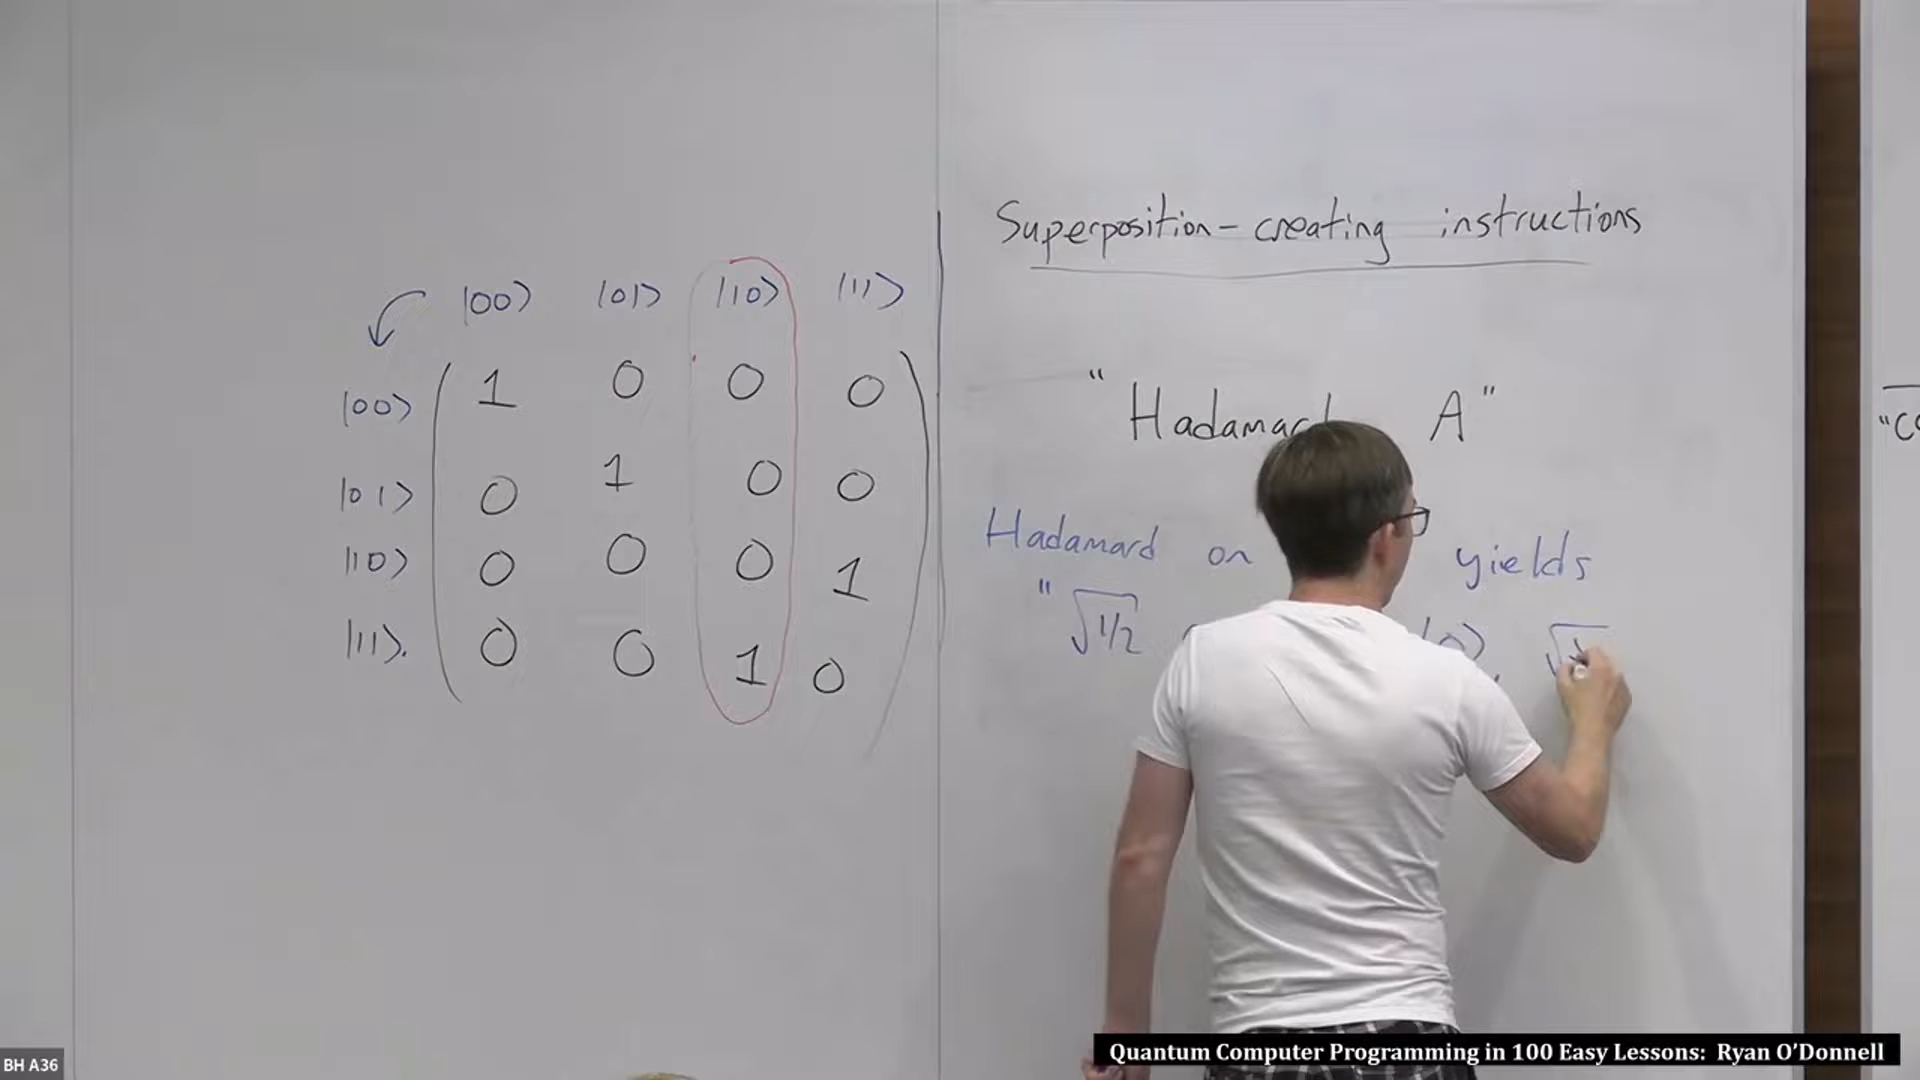 |00⟩ |01⟩ |10⟩ |11⟩
|00⟩ 1 0 0 0
|01⟩ 0 1 0 0
|10⟩ 0 0 0 1
|11⟩. 0 0 1 0
Superposition-creating instructions
"Hadamard A"
Hadamard on yields
"√1/2 |0⟩,
"C
BH A36
Quantum Computer Programming in 100 Easy Lessons: Ryan O'Donnell